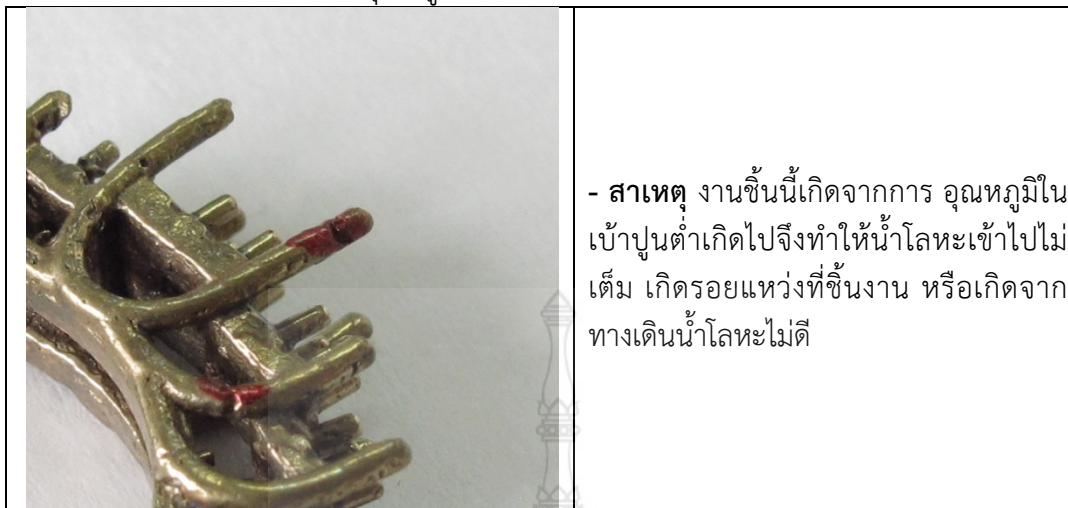 - สาเหตุ งานชิ้นนี้เกิดจากการ อุณหภูมิใน
เบ้าปูนต่ำเกิดไปจึงทำให้น้ำโลหะเข้าไปไม่
เต็ม เกิดรอยแหว่งที่ชิ้นงาน หรือเกิดจาก
ทางเดินน้ำโลหะไม่ดี